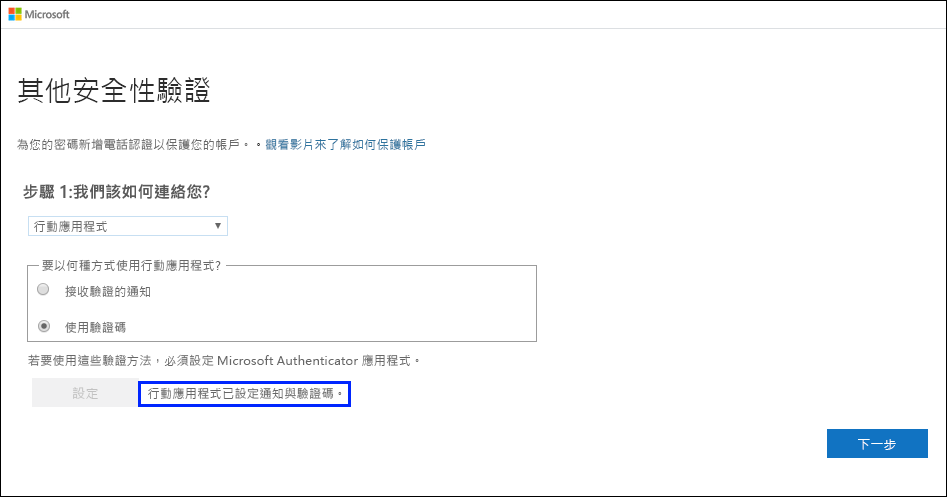 Microsoft
其他安全性驗證
為您的密碼新增電話認證以保護您的帳戶。。觀看影片來了解如何保護帳戶
步驟 1:我們該如何連絡您?
行動應用程式
要以何種方式使用行動應用程式?
接收驗證的通知
使用驗證碼
若要使用這些驗證方法，必須設定 Microsoft Authenticator 應用程式。
設定 行動應用程式已設定通知與驗證碼。
下一步